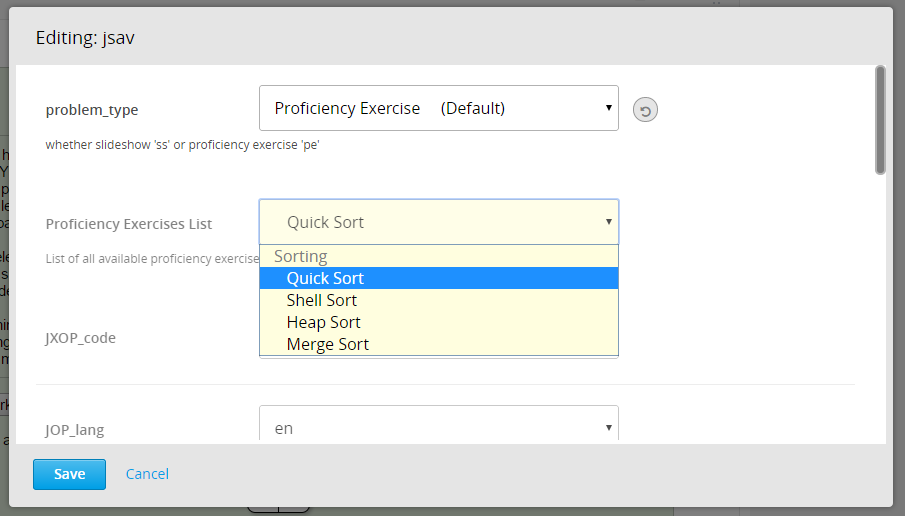 Editing: jsav
problem_type
Proficiency Exercise (Default)
whether slideshow 'ss' or proficiency exercise 'pe'
Proficiency Exercises List
Quick Sort
List of all available proficiency exercise
Sorting
Quick Sort
Shell Sort
Heap Sort
Merge Sort
JXOP_code
JOP_lang
en
Save
Cancel